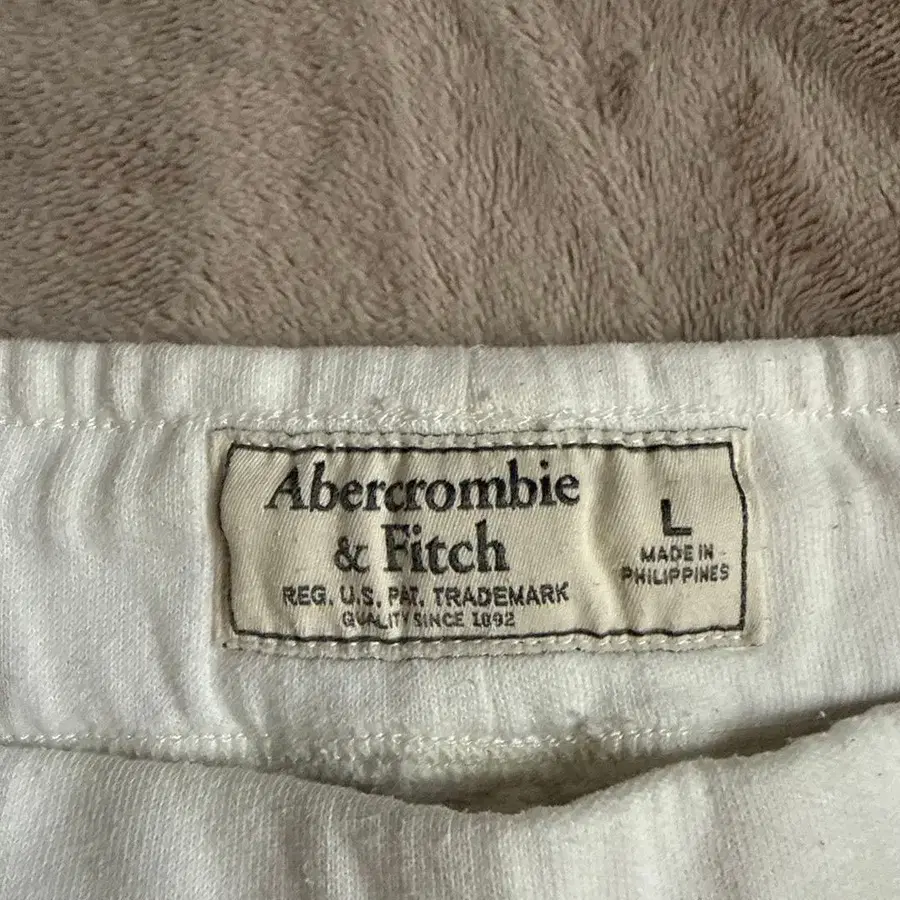 Abercrombie
& Fitch
REG. U.S. PAT. TRADEMARK
QUALITY SINCE 1892
L
MADE IN
PHILIPPINES